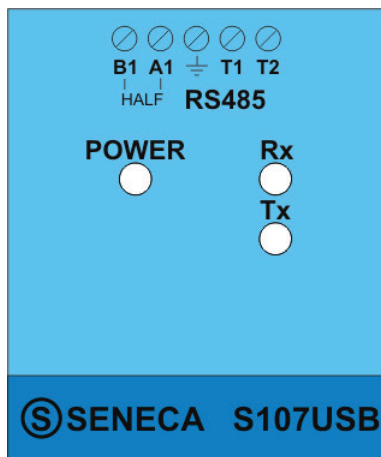 B1 A1 T1 T2
HALF RS485
POWER Rx
Tx
S SENECA S107USB